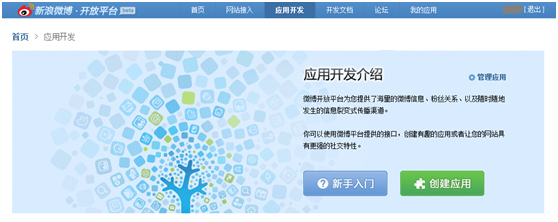 新浪微博·开放平台 beta 首页 网站接入 应用开发 开发文档 论坛 我的应用 [退出]
首页 > 应用开发
应用开发介绍 管理应用
微博开放平台为您提供了海量的微博信息、粉丝关系、以及随时随地
发生的信息裂变式传播渠道。
你可以使用微博平台提供的接口，创建有趣的应用或者让您的网站具
有更强的社交特性。
新手入门 创建应用